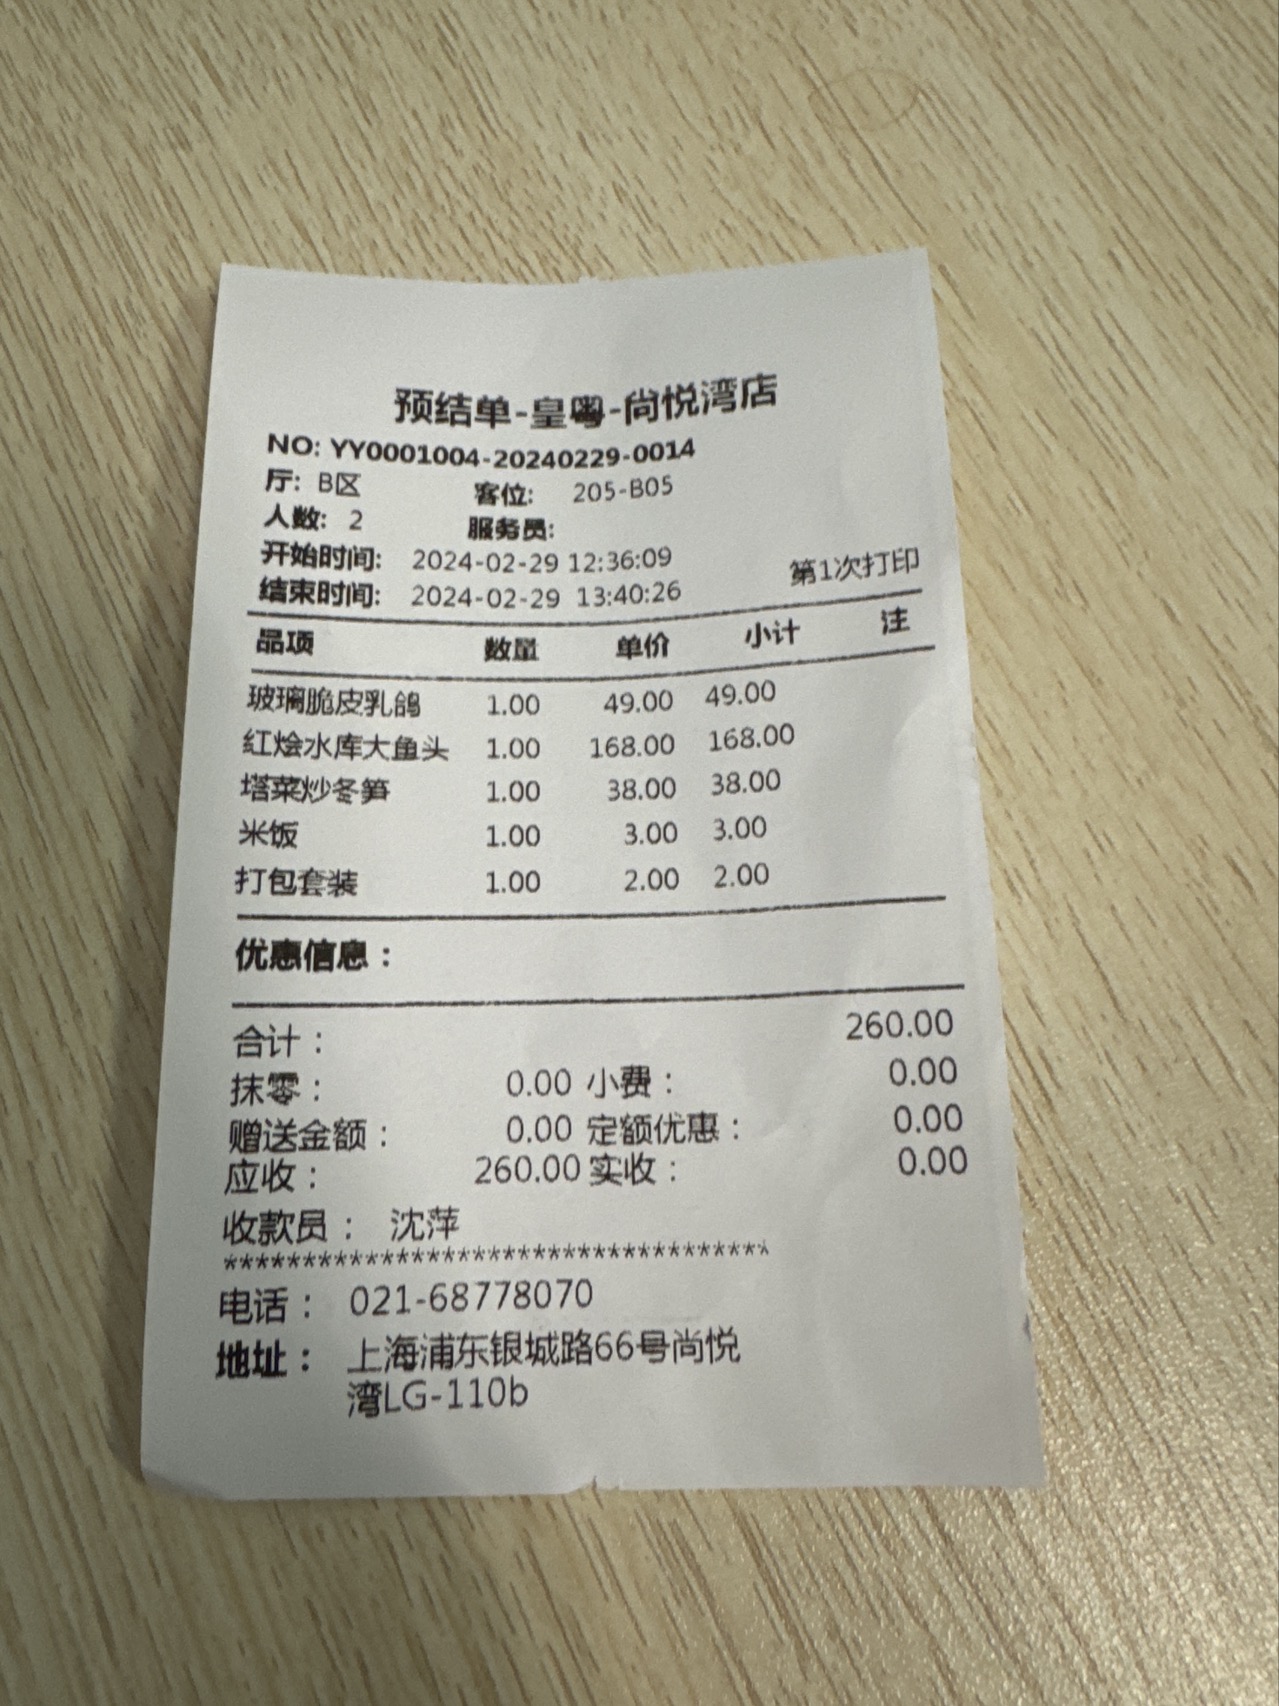 预结单-皇粤-尚悦湾店
NO: YY0001004-20240229-0014
厅: B区 客位: 205-B05
人数: 2 服务员:
开始时间: 2024-02-29 12:36:09
结束时间: 2024-02-29 13:40:26 第1次打印
品项 数量 单价 小计 注
玻璃脆皮乳鸽 1.00 49.00 49.00
红烩水库大鱼头 1.00 168.00 168.00
塔菜炒冬笋 1.00 38.00 38.00
米饭 1.00 3.00 3.00
打包套装 1.00 2.00 2.00
优惠信息：
合计： 260.00
抹零： 0.00 小费： 0.00
赠送金额： 0.00 定额优惠： 0.00
应收： 260.00 实收： 0.00
收款员： 沈萍
***********************************
电话： 021-68778070
地址： 上海浦东银城路66号尚悦
湾LG-110b